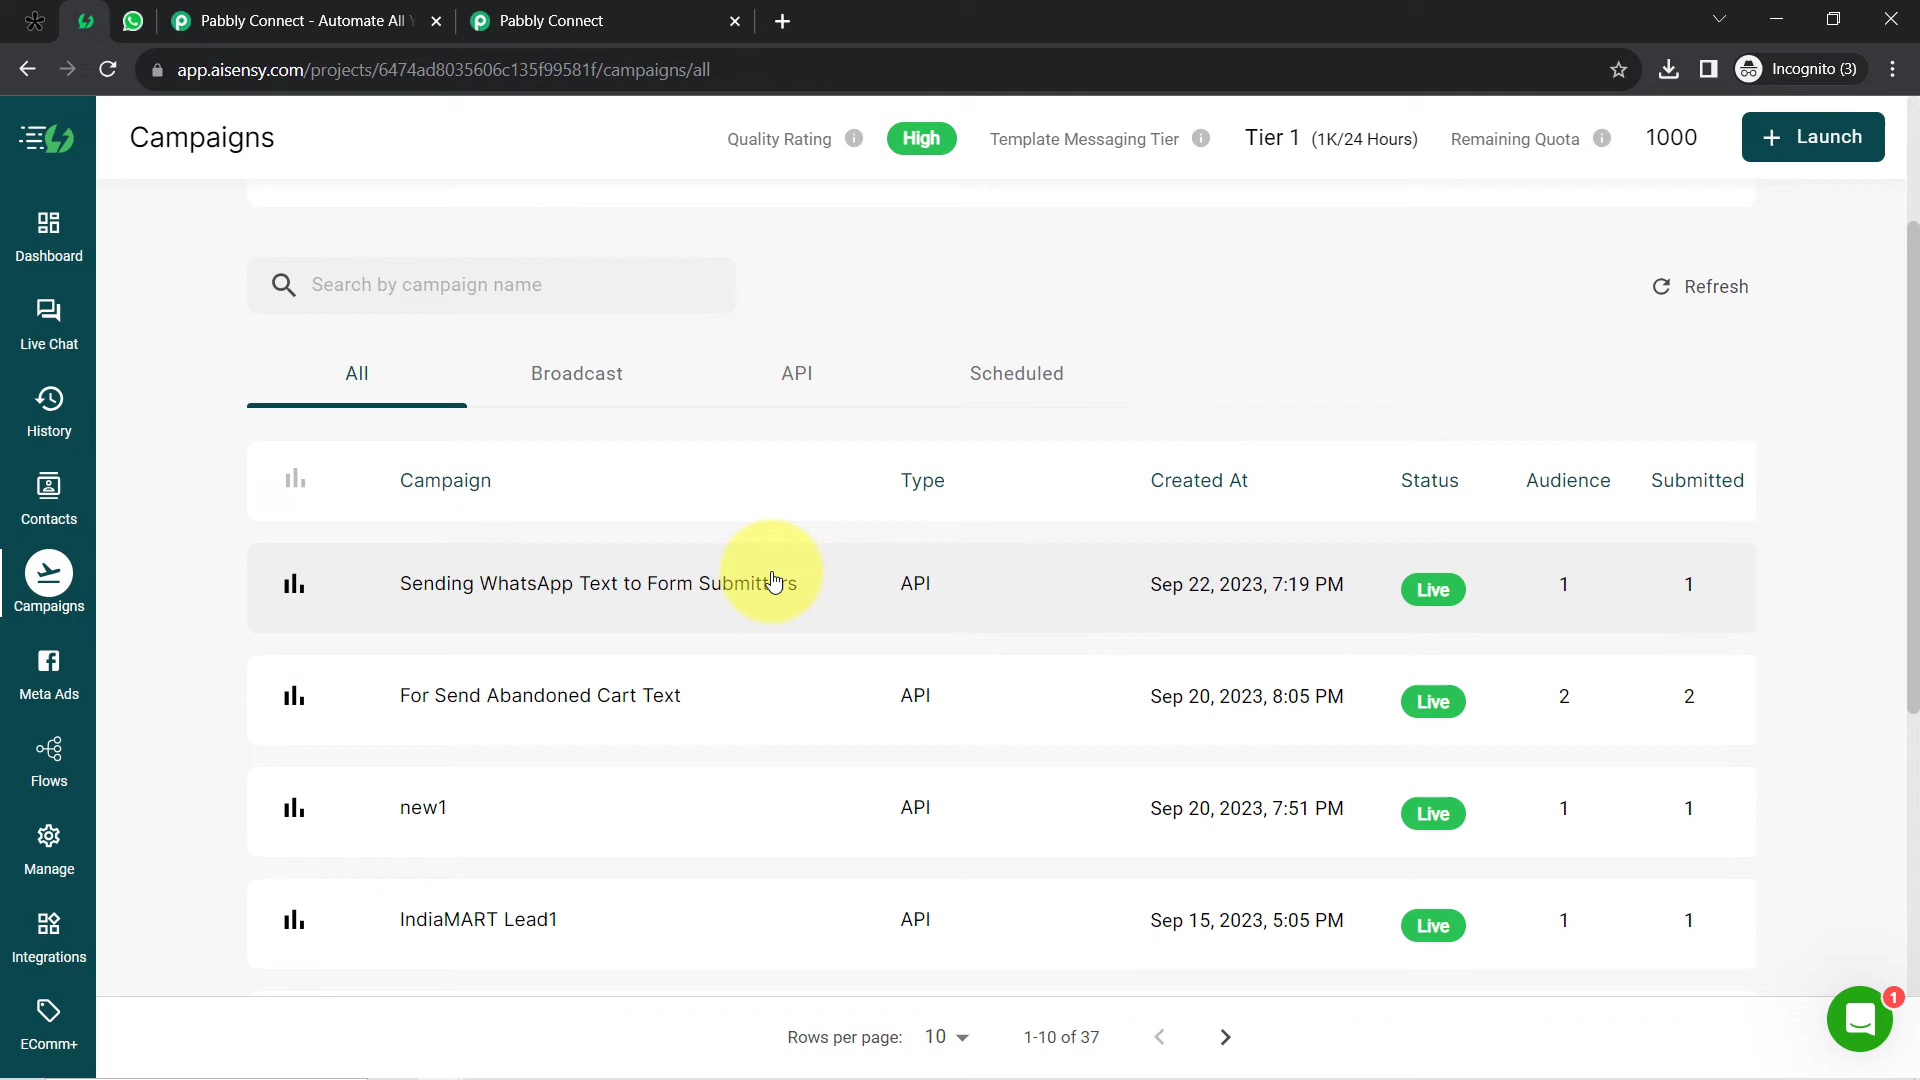 Pabbly Connect - Automate All
Pabbly Connect
app.aisensy.com/projects/6474ad8035606c135f99581f/campaigns/all
Incognito (3)
Campaigns
Quality Rating
High
Template Messaging Tier
Tier 1 (1K/24 Hours)
Remaining Quota
1000
+ Launch
Dashboard
Live Chat
History
Contacts
Campaigns
Meta Ads
Flows
Manage
Integrations
EComm+
Search by campaign name
Refresh
All
Broadcast
API
Scheduled
Campaign Type Created At Status Audience Submitted
Sending WhatsApp Text to Form Submitters API Sep 22, 2023, 7:19 PM Live 1 1
For Send Abandoned Cart Text API Sep 20, 2023, 8:05 PM Live 2 2
new1 API Sep 20, 2023, 7:51 PM Live 1 1
IndiaMART Lead1 API Sep 15, 2023, 5:05 PM Live 1 1
Rows per page: 10 1-10 of 37
1